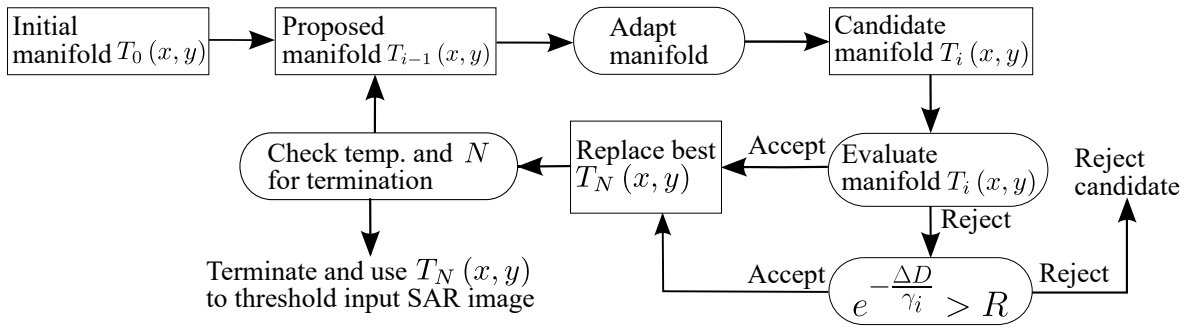 Initial
manifold T₀ (x, y)
Proposed
manifold Tᵢ₋₁ (x, y)
Adapt
manifold
Candidate
manifold Tᵢ (x, y)
Check temp. and N
for termination
Replace best
T_N (x, y)
Accept
Evaluate
manifold Tᵢ (x, y)
Reject
candidate
Reject
Terminate and use T_N (x, y)
to threshold input SAR image
Accept
e^{-\frac{ΔD}{γᵢ}} > R
Reject